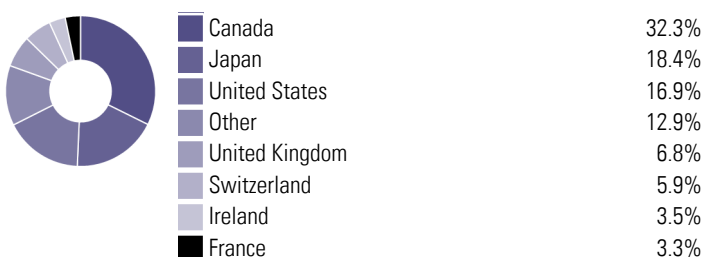 Canada 32.3%
Japan 18.4%
United States 16.9%
Other 12.9%
United Kingdom 6.8%
Switzerland 5.9%
Ireland 3.5%
France 3.3%